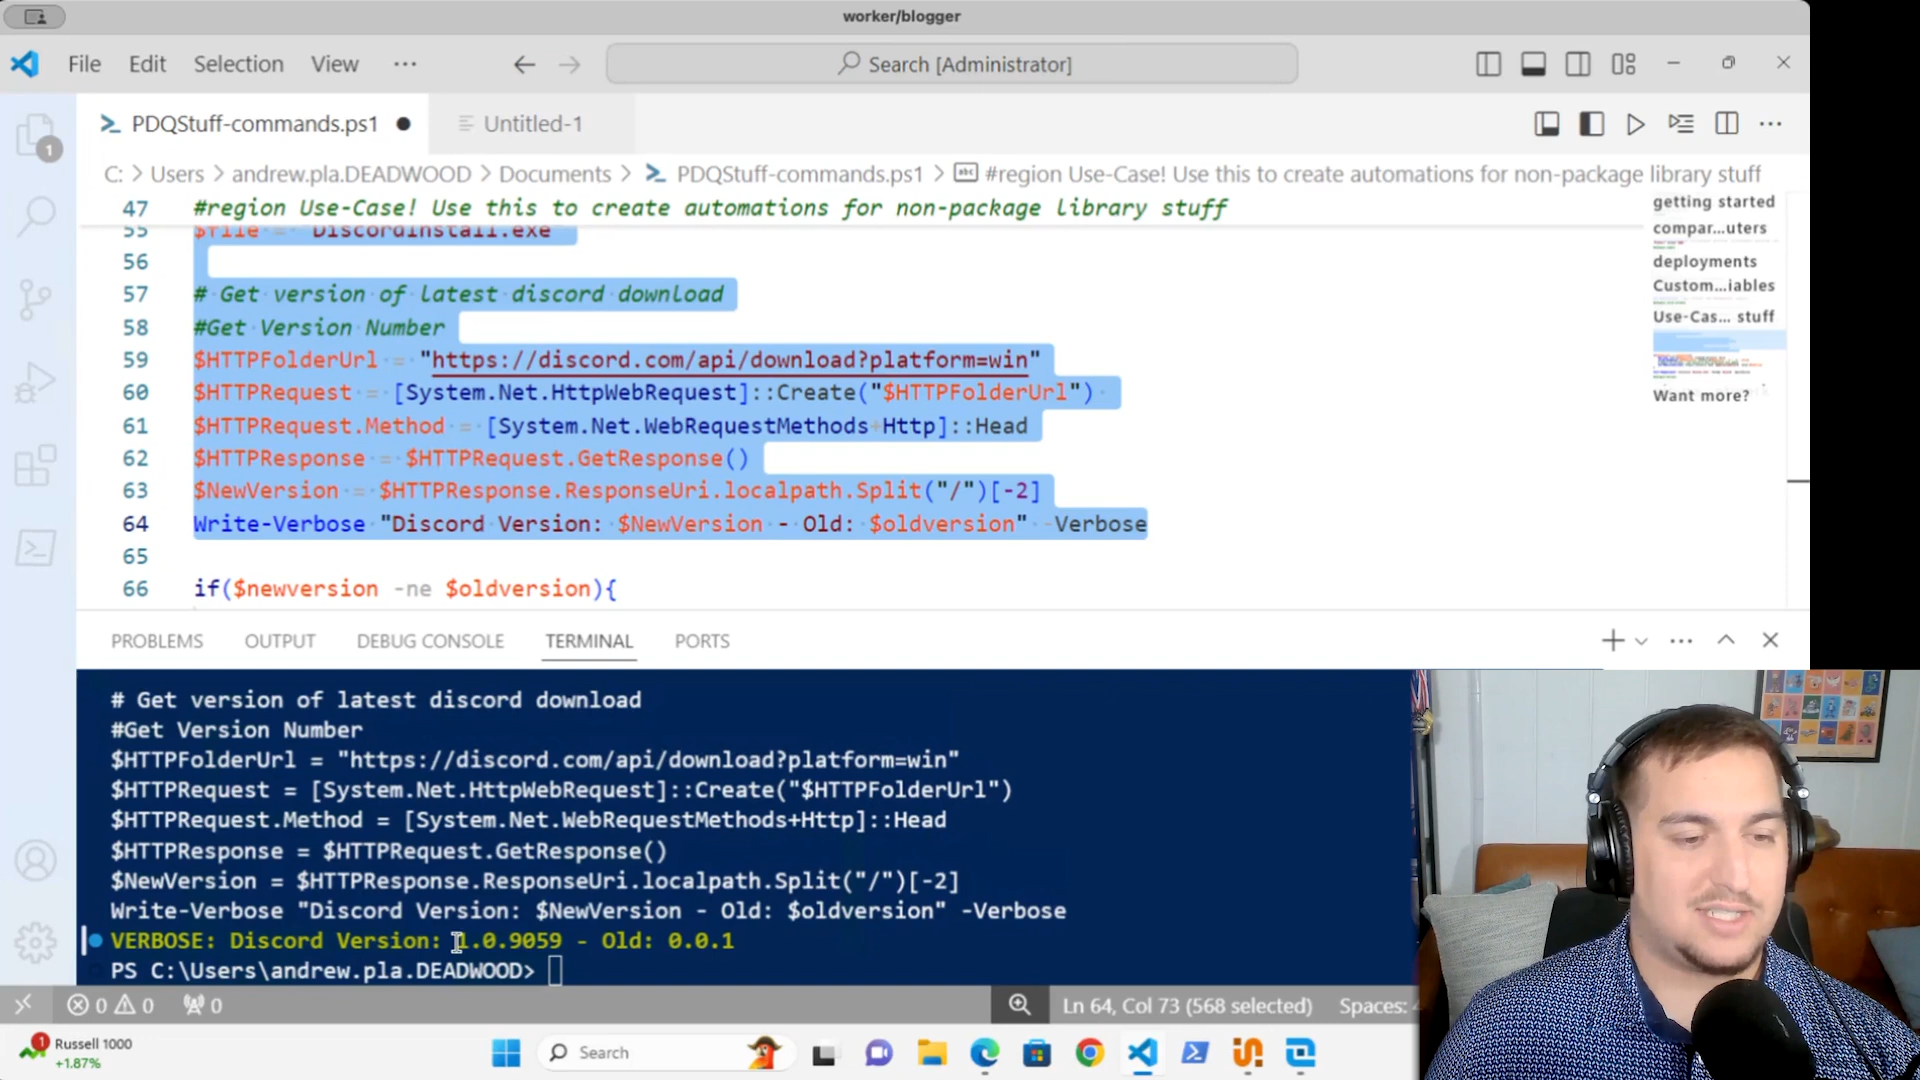 worker/blogger
File Edit Selection View ··· Search [Administrator]
PDQStuff-commands.ps1 Untitled-1
1
C: > Users > andrew.pla.DEADWOOD > Documents > PDQStuff-commands.ps1 > #region Use-Case! Use this to create automations for non-package library stuff
47 #region Use-Case! Use this to create automations for non-package library stuff
55 $file = "DiscordInstall.exe"
56
57 # Get version of latest discord download
58 #Get Version Number
59 $HTTPFolderUrl = "https://discord.com/api/download?platform=win"
60 $HTTPRequest = [System.Net.HttpWebRequest]::Create("$HTTPFolderUrl")
61 $HTTPRequest.Method = [System.Net.WebRequestMethods+Http]::Head
62 $HTTPResponse = $HTTPRequest.GetResponse()
63 $NewVersion = $HTTPResponse.ResponseUri.localpath.Split("/")[-2]
64 Write-Verbose "Discord Version: $NewVersion - Old: $oldversion" -Verbose
65
66 if($newversion -ne $oldversion){
getting started
compar...uters
deployments
Custom...iables
Use-Cas... stuff
Want more?
PROBLEMS OUTPUT DEBUG CONSOLE TERMINAL PORTS
# Get version of latest discord download
#Get Version Number
$HTTPFolderUrl = "https://discord.com/api/download?platform=win"
$HTTPRequest = [System.Net.HttpWebRequest]::Create("$HTTPFolderUrl")
$HTTPRequest.Method = [System.Net.WebRequestMethods+Http]::Head
$HTTPResponse = $HTTPRequest.GetResponse()
$NewVersion = $HTTPResponse.ResponseUri.localpath.Split("/")[-2]
Write-Verbose "Discord Version: $NewVersion - Old: $oldversion" -Verbose
VERBOSE: Discord Version: 1.0.9059 - Old: 0.0.1
PS C:\Users\andrew.pla.DEADWOOD>
0 0 0 Ln 64, Col 73 (568 selected) Spaces:
1 Russell 1000
+1.87%
Search